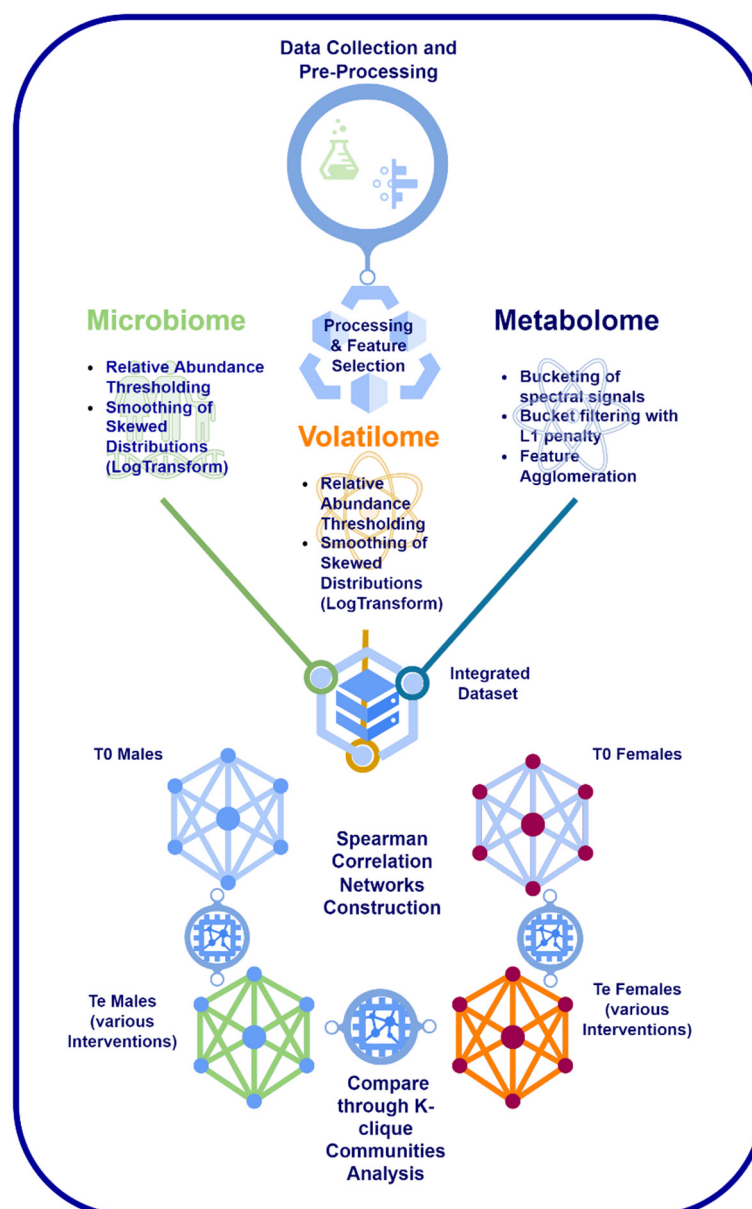 Data Collection and
Pre-Processing
Microbiome
Processing
& Feature
Selection
Metabolome
• Relative Abundance
Thresholding
• Smoothing of
Skewed
Distributions
(LogTransform)
Volatilome
• Relative
Abundance
Thresholding
• Smoothing of
Skewed
Distributions
(LogTransform)
• Bucketing of
spectral signals
• Bucket filtering with
L1 penalty
• Feature
Agglomeration
Integrated
Dataset
T0 Males
T0 Females
Spearman
Correlation
Networks
Construction
Te Males
(various
Interventions)
Te Females
(various
Interventions)
Compare
through K-
clique
Communities
Analysis